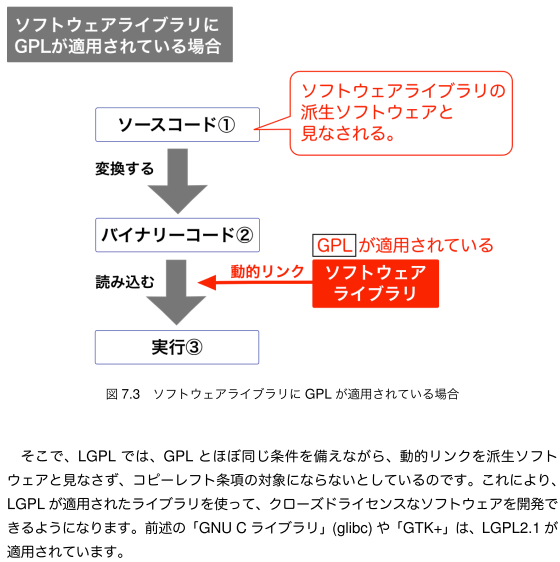 ソフトウェアライブラリに
GPLが適用されている場合
ソフトウェアライブラリの
派生ソフトウェアと
見なされる。
ソースコード①
変換する
バイナリーコード②
GPL が適用されている
読み込む
動的リンク
ソフトウェア
ライブラリ
実行③
図 7.3 ソフトウェアライブラリに GPL が適用されている場合
そこで、LGPL では、GPL とほぼ同じ条件を備えながら、動的リンクを派生ソフト
ウェアと見なさず、コピーレフト条項の対象にならないとしているのです。これにより、
LGPL が適用されたライブラリを使って、クローズドライセンスなソフトウェアを開発で
きるようになります。前述の「GNU C ライブラリ」(glibc) や「GTK+」は、LGPL2.1 が
適用されています。